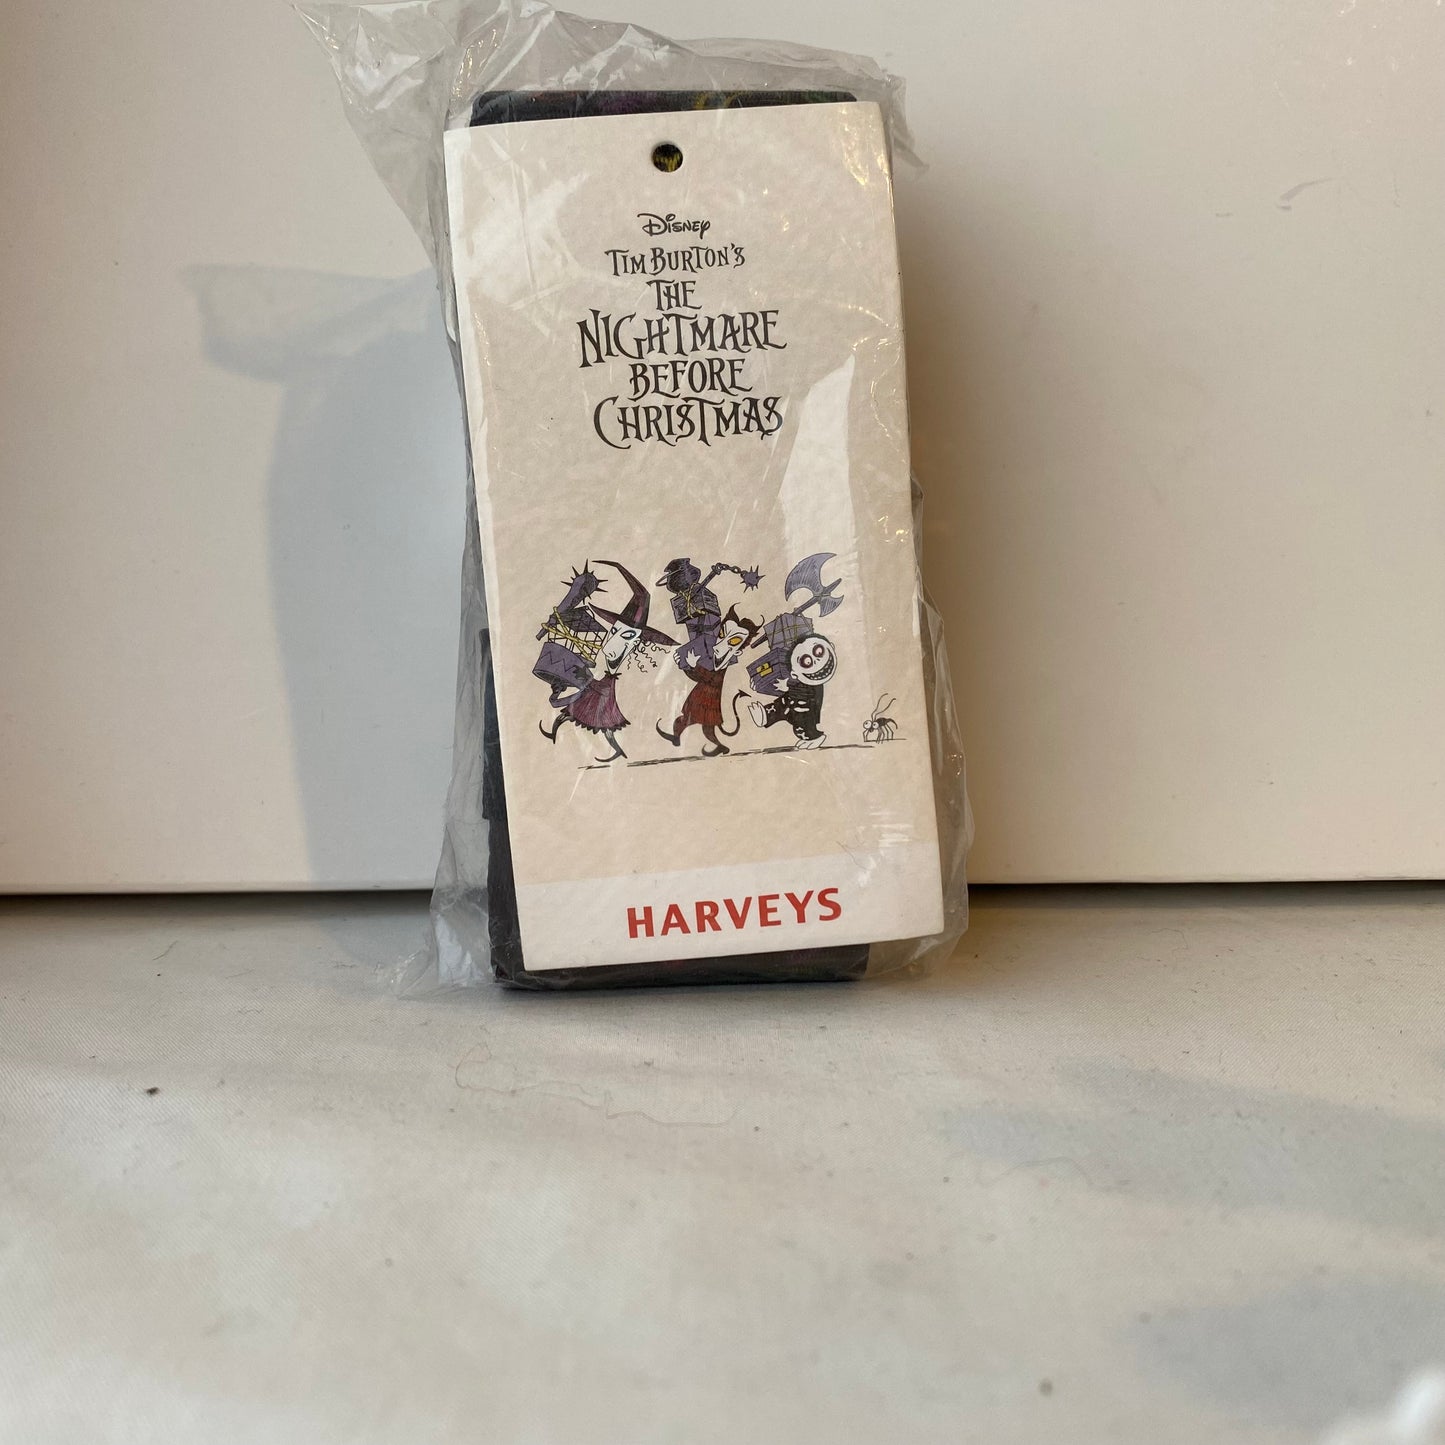 Disney
TIM BURTON'S
THE
NIGHTMARE
BEFORE
CHRISTMAS
HARVEYS